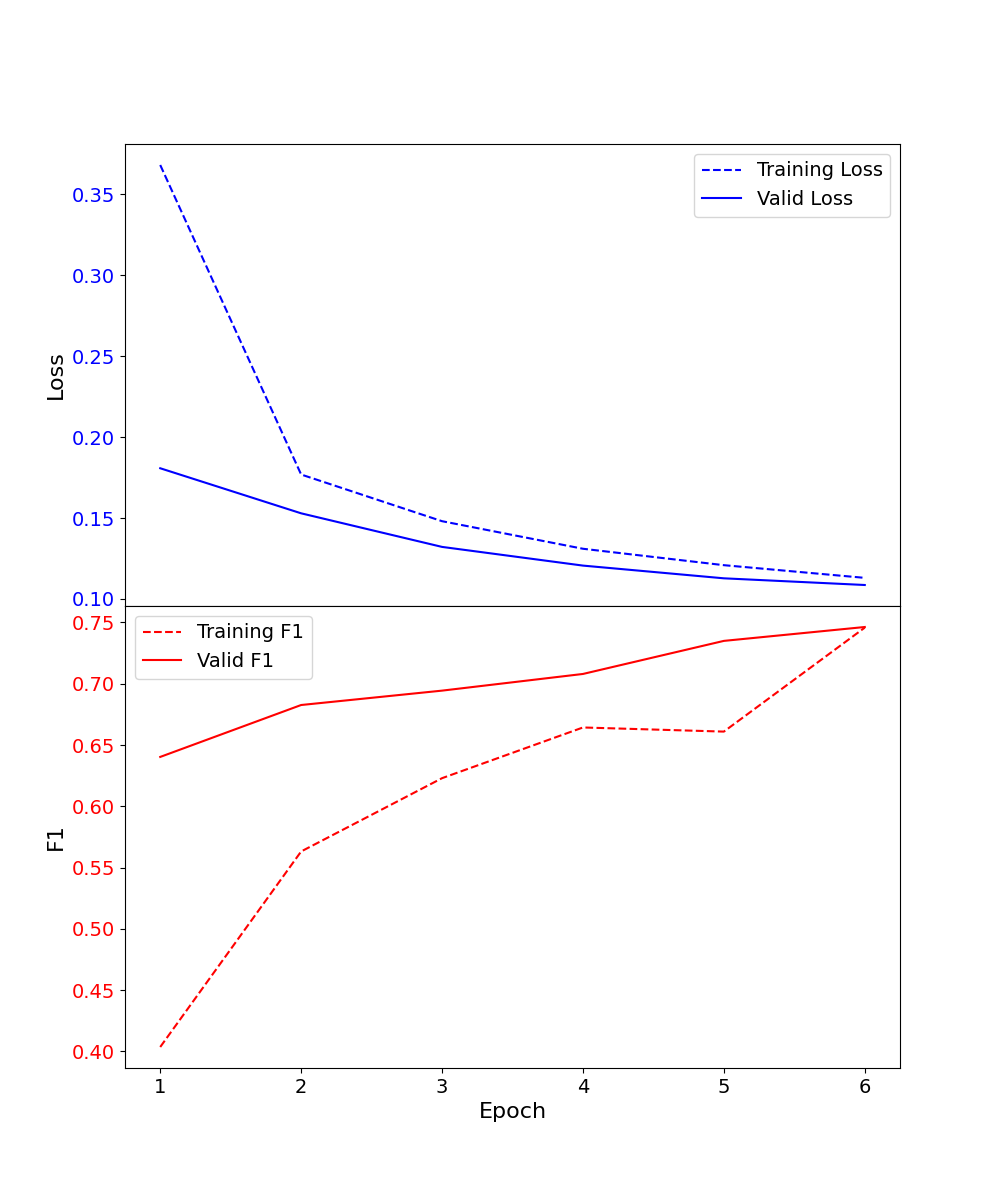 Training Loss
Valid Loss
0.35
0.30
0.25
0.20
0.15
0.10
Loss
Training F1
Valid F1
0.75
0.70
0.65
0.60
0.55
0.50
0.45
0.40
F1
1 2 3 4 5 6
Epoch